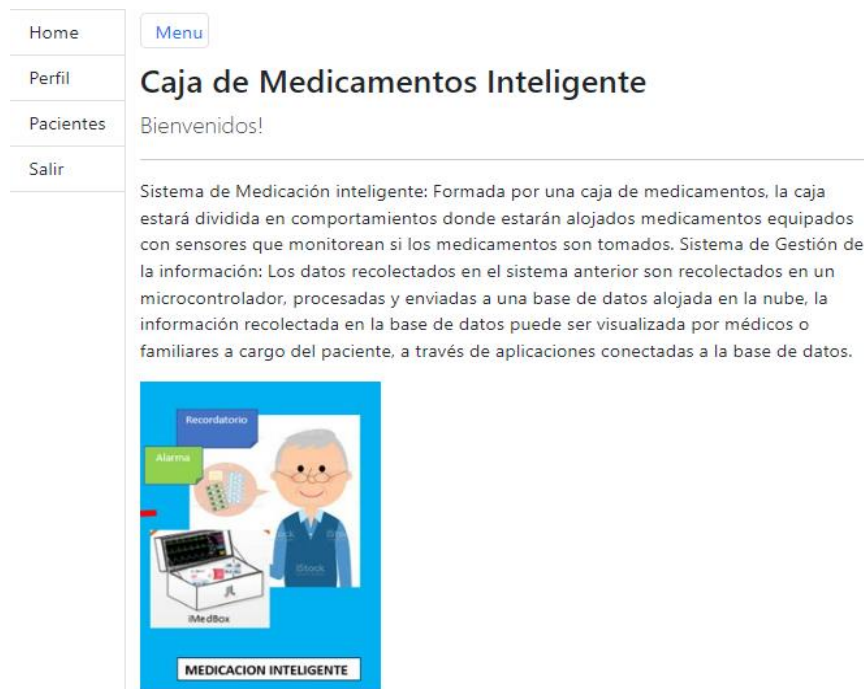 Home
Perfil
Pacientes
Salir
Menu
Caja de Medicamentos Inteligente
Bienvenidos!
Sistema de Medicación inteligente: Formada por una caja de medicamentos, la caja
estará dividida en comportamientos donde estarán alojados medicamentos equipados
con sensores que monitorean si los medicamentos son tomados. Sistema de Gestión de
la información: Los datos recolectados en el sistema anterior son recolectados en un
microcontrolador, procesadas y enviadas a una base de datos alojada en la nube, la
información recolectada en la base de datos puede ser visualizada por médicos o
familiares a cargo del paciente, a través de aplicaciones conectadas a la base de datos.
Recordatorio
Alarma
iStock
iMedBox
MEDICACION INTELIGENTE